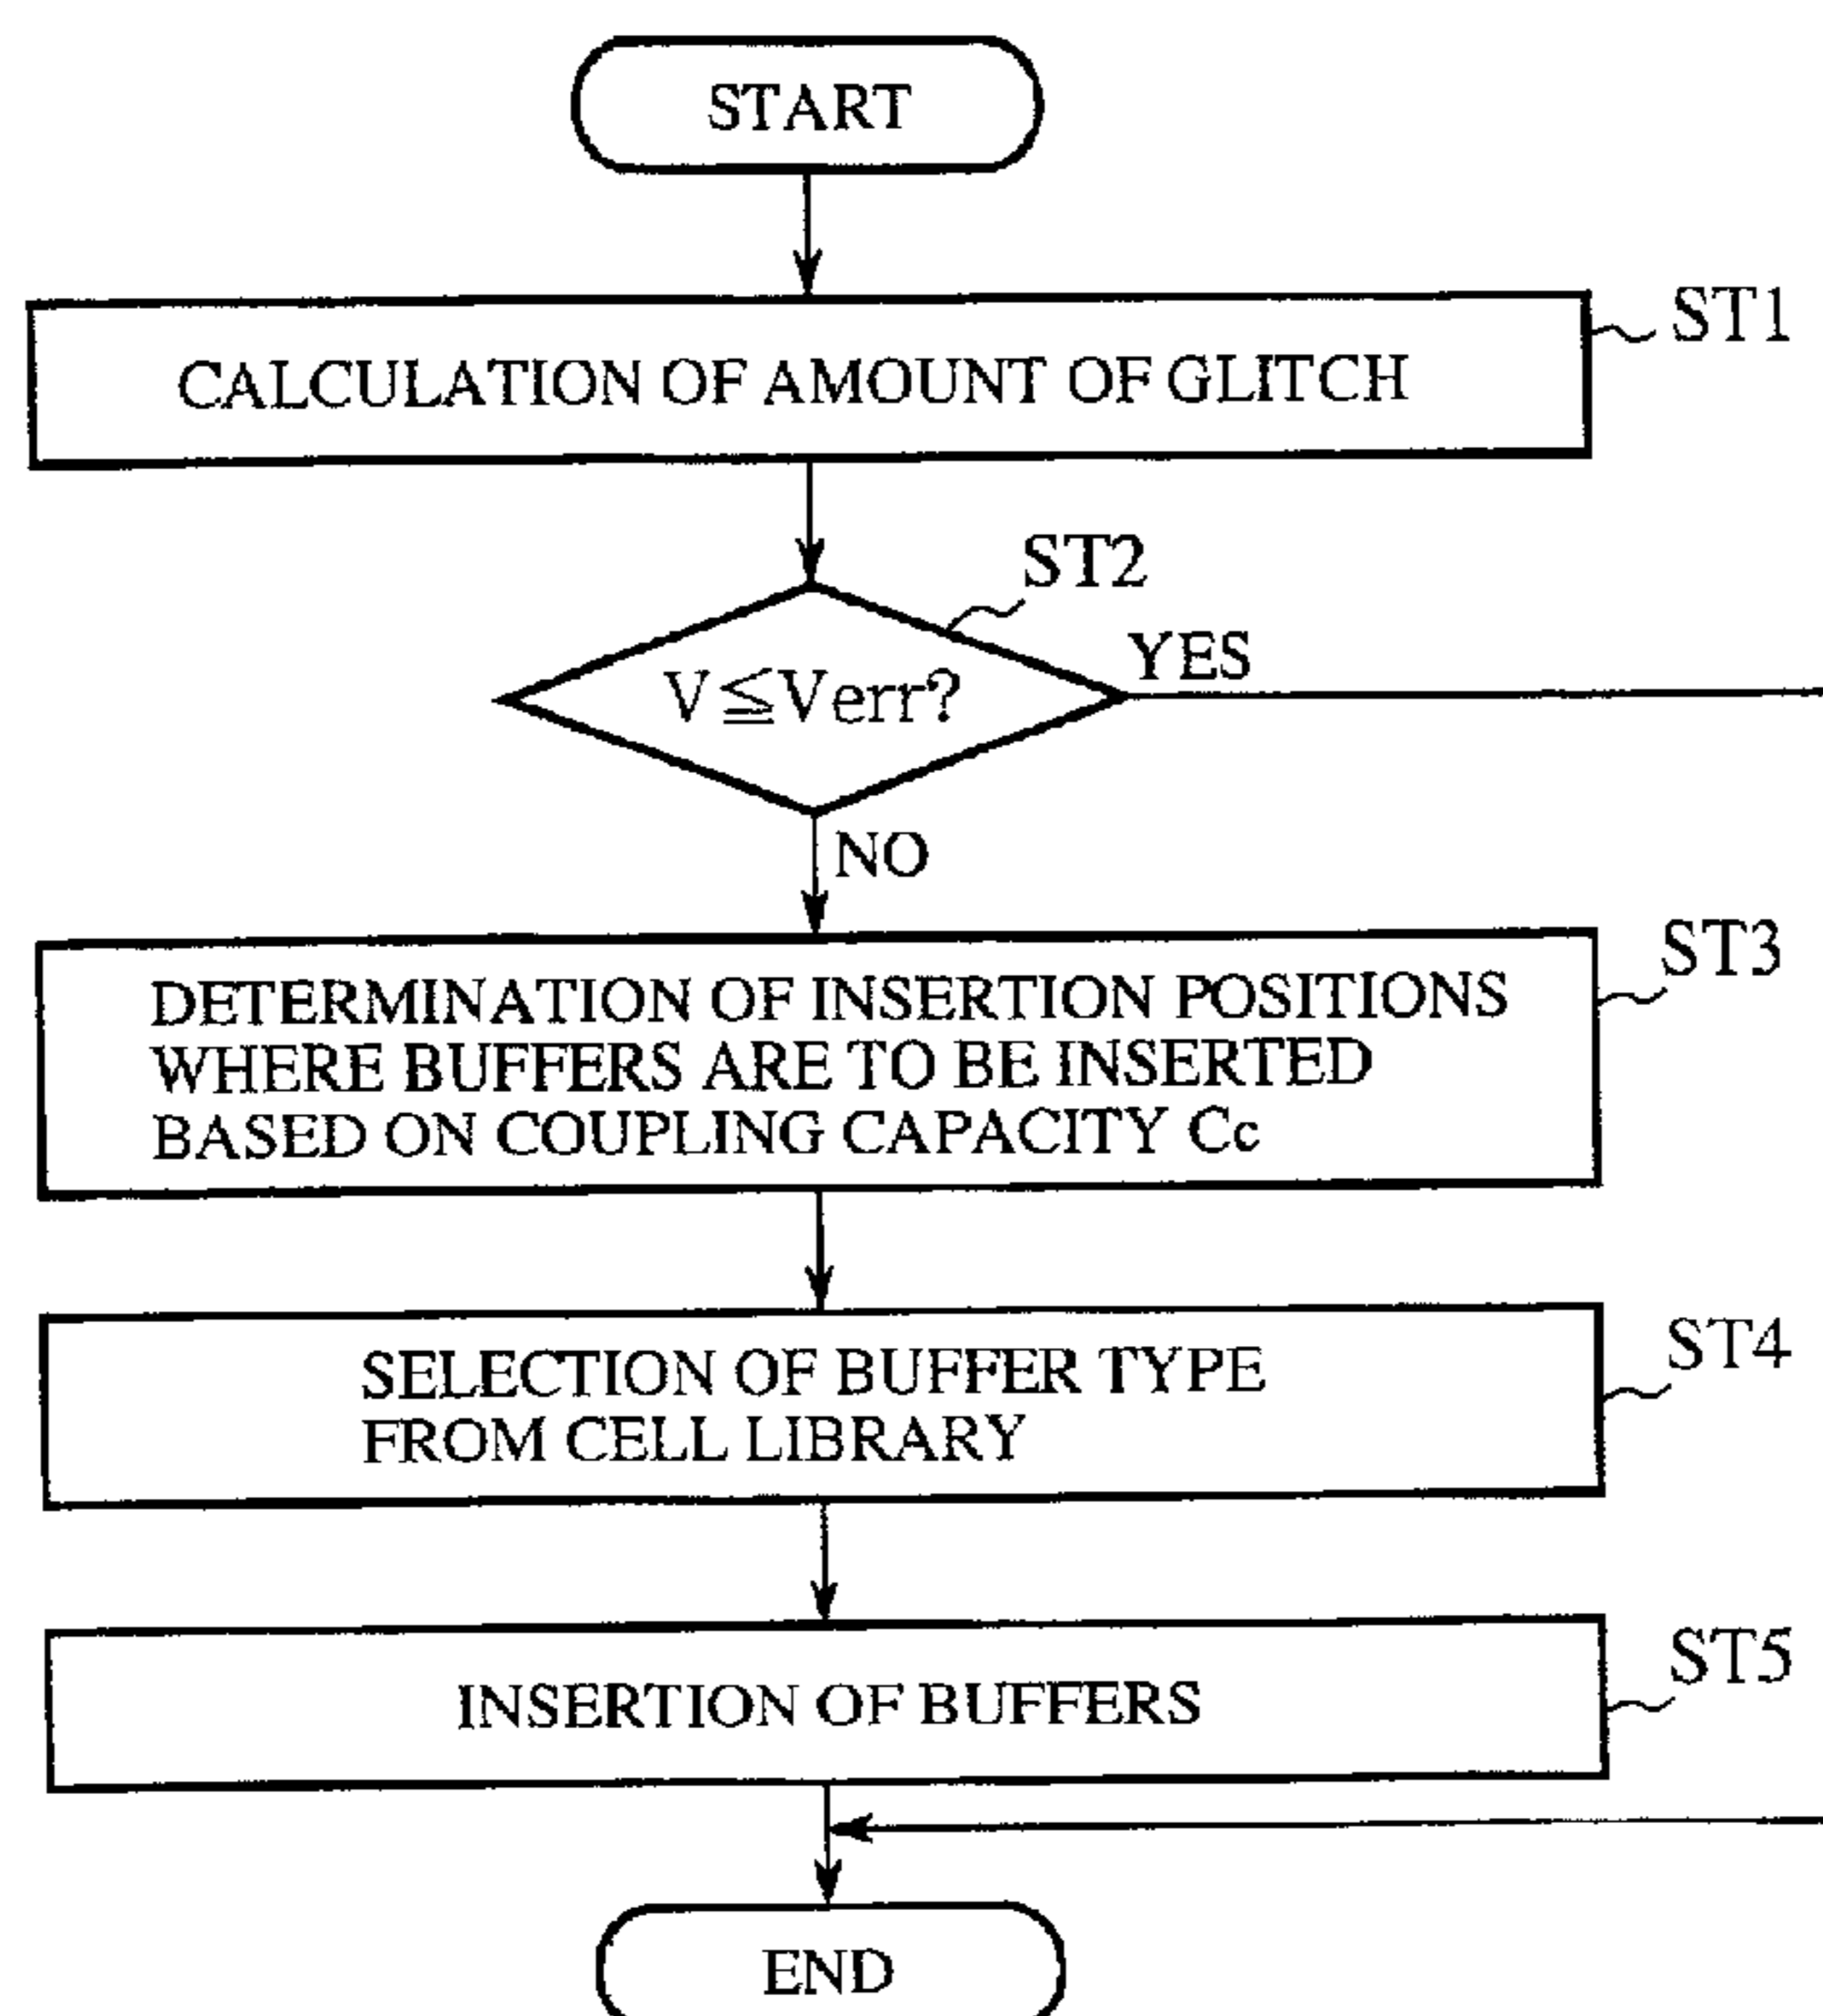 START
CALCULATION OF AMOUNT OF GLITCH
ST1
ST2
V≦Verr?
YES
NO
DETERMINATION OF INSERTION POSITIONS
WHERE BUFFERS ARE TO BE INSERTED
BASED ON COUPLING CAPACITY Cc
ST3
SELECTION OF BUFFER TYPE
FROM CELL LIBRARY
ST4
INSERTION OF BUFFERS
ST5
END